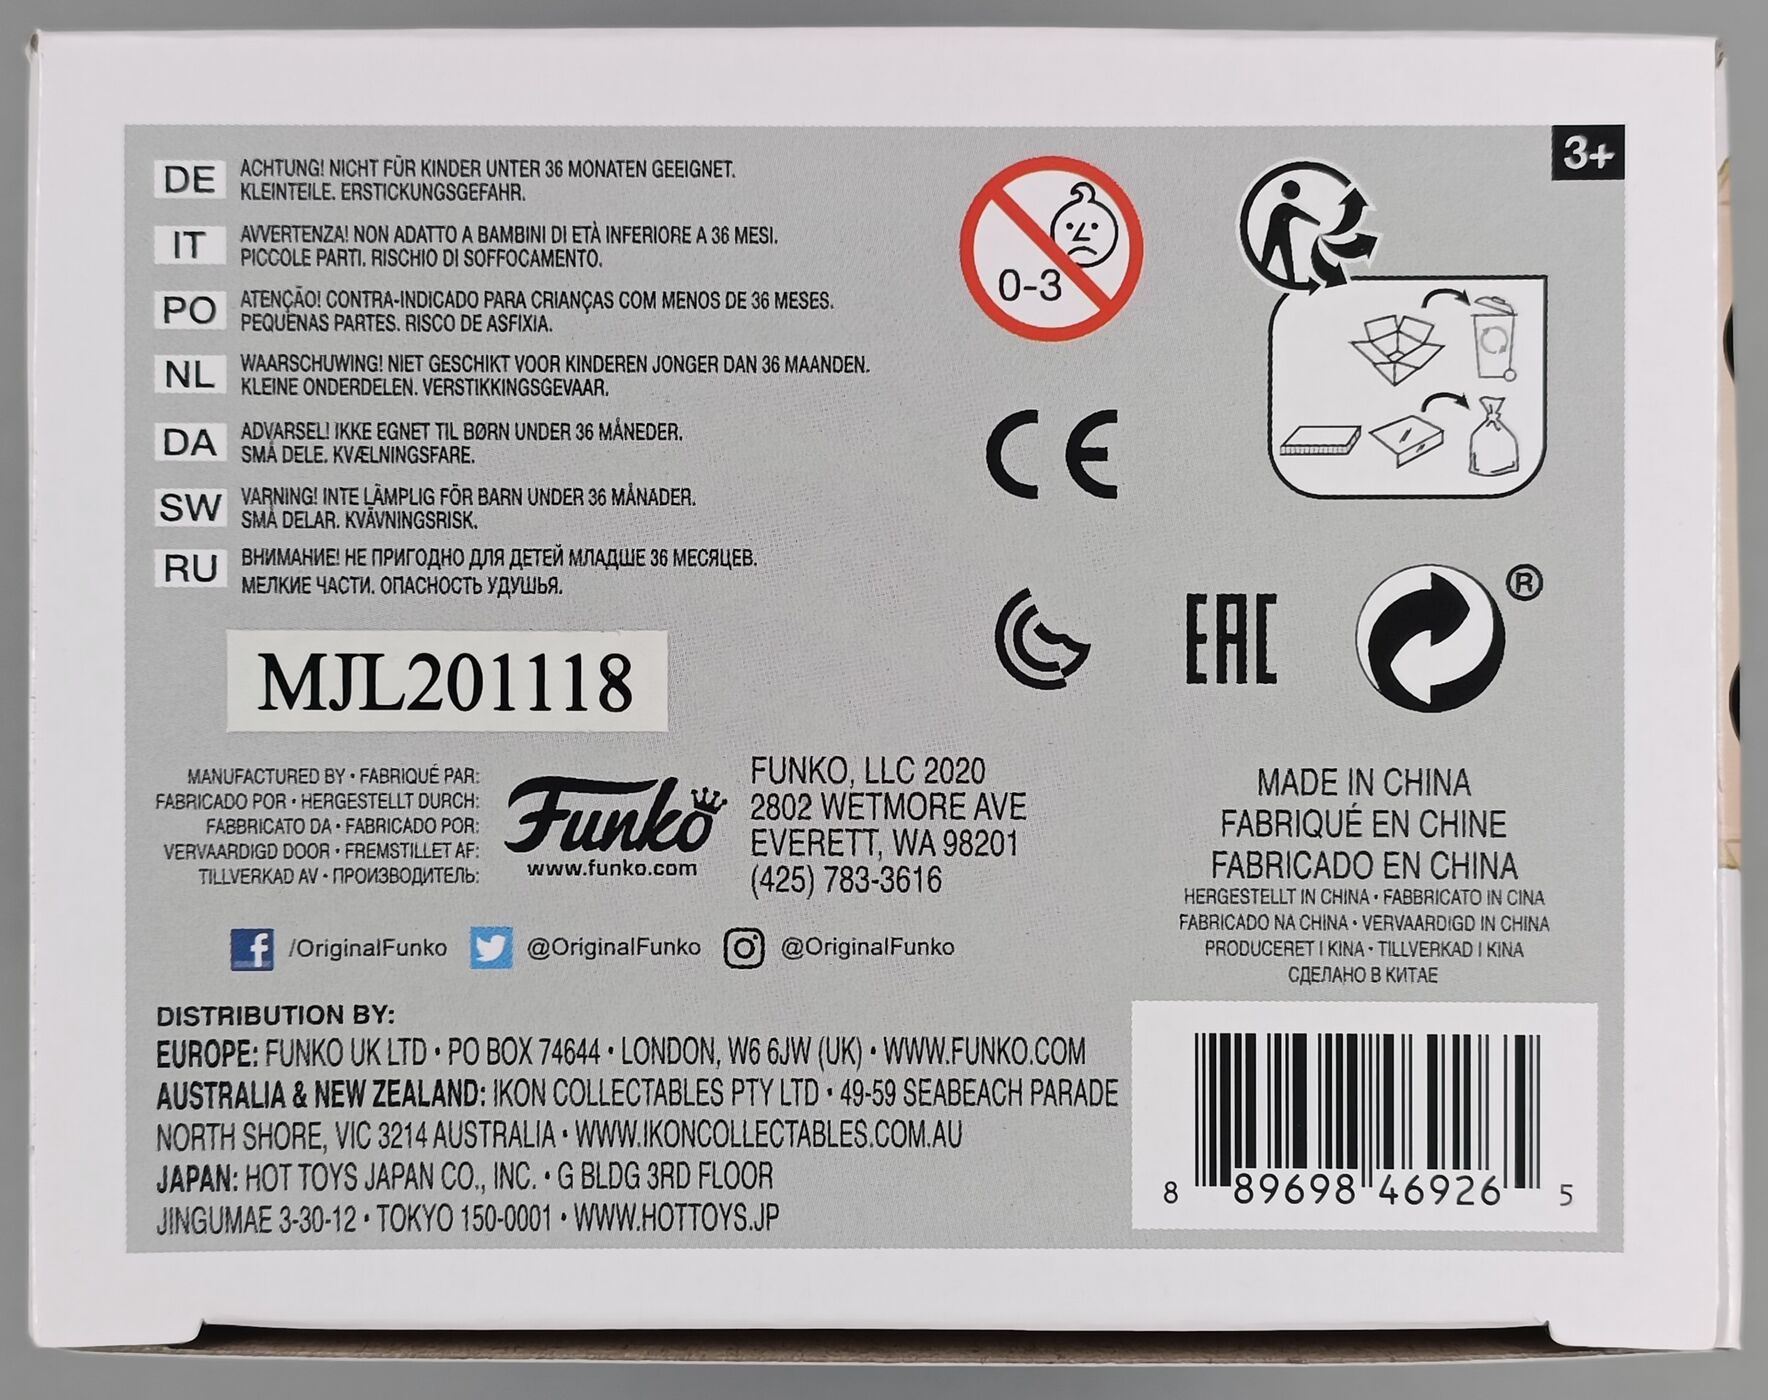 3+
DE ACHTUNG! NICHT FÜR KINDER UNTER 36 MONATEN GEEIGNET.
KLEINTEILE. ERSTICKUNGSGEFAHR.
IT AVVERTENZA! NON ADATTO A BAMBINI DI ETÀ INFERIORE A 36 MESI.
PICCOLE PARTI. RISCHIO DI SOFFOCAMENTO.
PO ATENÇÃO! CONTRA-INDICADO PARA CRIANÇAS COM MENOS DE 36 MESES.
PEQUENAS PARTES. RISCO DE ASFIXIA.
NL WAARSCHUWING! NIET GESCHIKT VOOR KINDEREN JONGER DAN 36 MAANDEN.
KLEINE ONDERDELEN. VERSTIKKINGSGEVAAR.
DA ADVARSEL! IKKE EGNET TIL BØRN UNDER 36 MÅNEDER.
SMÅ DELE. KVÆLNINGSFARE.
SW VARNING! INTE LÄMPLIG FÖR BARN UNDER 36 MÅNADER.
SMÅ DELAR. KVÄVNINGSRISK.
RU ВНИМАНИЕ! НЕ ПРИГОДНО ДЛЯ ДЕТЕЙ МЛАДШЕ 36 МЕСЯЦЕВ.
МЕЛКИЕ ЧАСТИ. ОПАСНОСТЬ УДУШЬЯ.
0-3
CE
EAC
®
MJL201118
MANUFACTURED BY • FABRIQUÉ PAR:
FABRICADO POR • HERGESTELLT DURCH:
FABBRICATO DA • FABRICADO POR:
VERVAARDIGD DOOR • FREMSTILLET AF:
TILLVERKAD AV • ПРОИЗВОДИТЕЛЬ:
Funko
www.funko.com
FUNKO, LLC 2020
2802 WETMORE AVE
EVERETT, WA 98201
(425) 783-3616
MADE IN CHINA
FABRIQUÉ EN CHINE
FABRICADO EN CHINA
HERGESTELLT IN CHINA • FABBRICATO IN CINA
FABRICADO NA CHINA • VERVAARDIGD IN CHINA
PRODUCERET I KINA • TILLVERKAD I KINA
СДЕЛАНО В КИТАЕ
/OriginalFunko @OriginalFunko @OriginalFunko
DISTRIBUTION BY:
EUROPE: FUNKO UK LTD • PO BOX 74644 • LONDON, W6 6JW (UK) • WWW.FUNKO.COM
AUSTRALIA & NEW ZEALAND: IKON COLLECTABLES PTY LTD • 49-59 SEABEACH PARADE
NORTH SHORE, VIC 3214 AUSTRALIA • WWW.IKONCOLLECTABLES.COM.AU
JAPAN: HOT TOYS JAPAN CO., INC. • G BLDG 3RD FLOOR
JINGUMAE 3-30-12 • TOKYO 150-0001 • WWW.HOTTOYS.JP
8 89698 46926 5